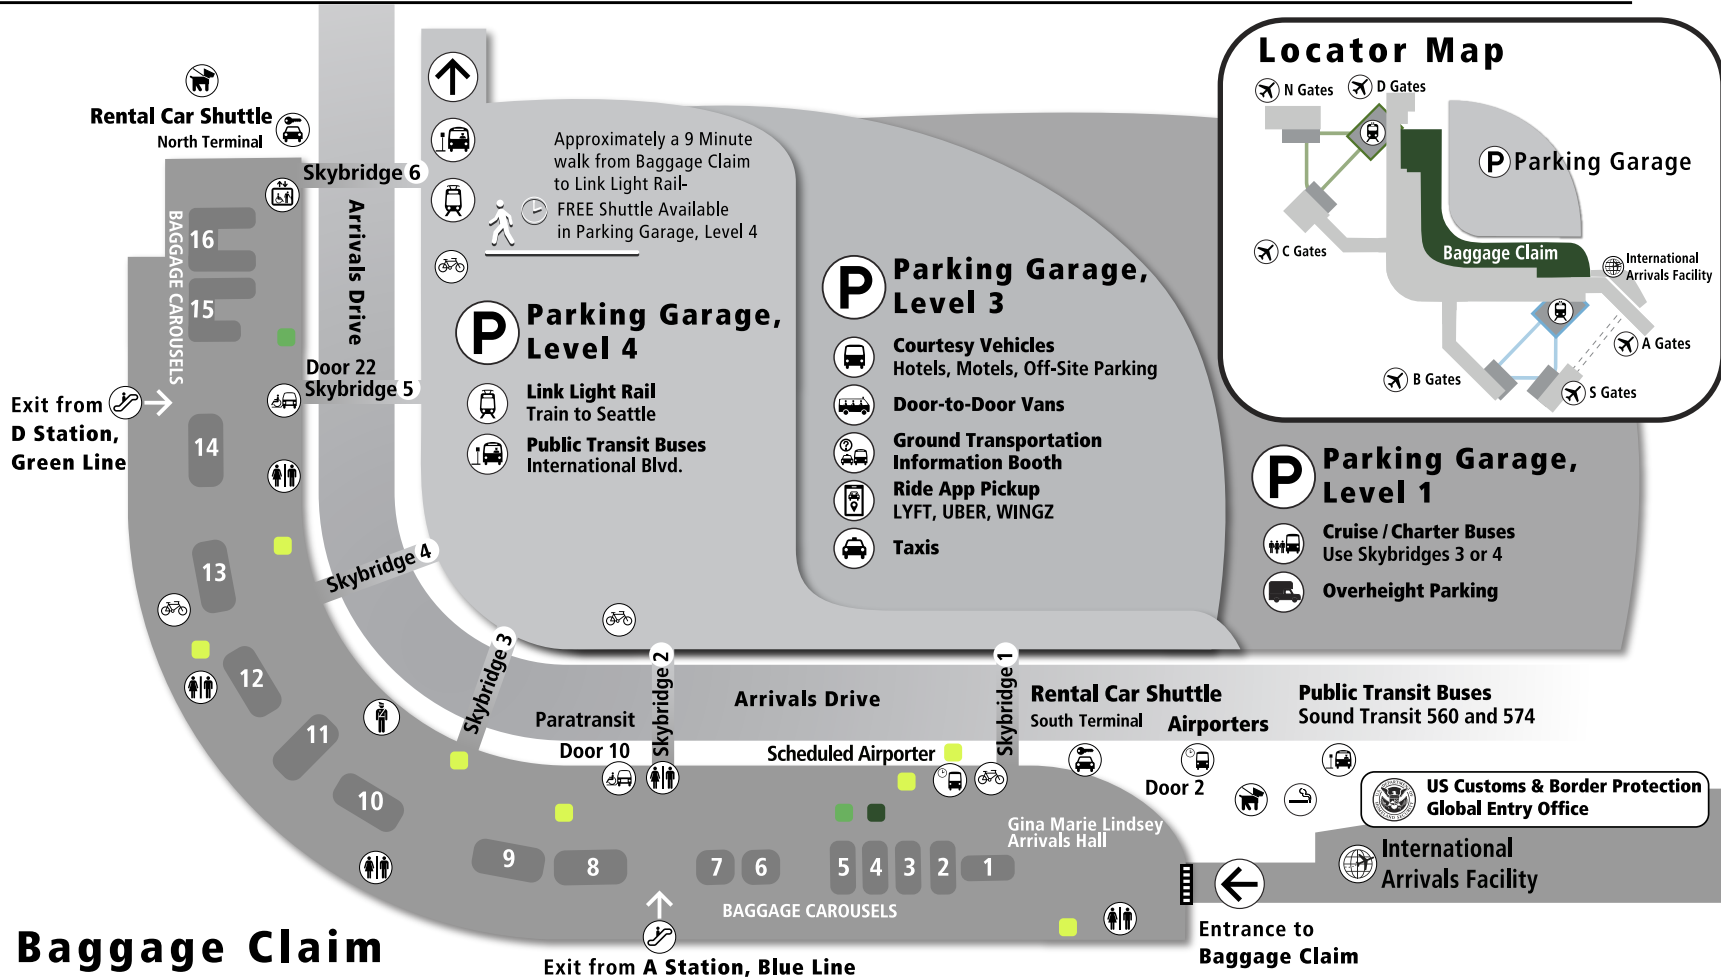 Locator Map
N Gates
D Gates
P Parking Garage
C Gates
Baggage Claim
International
Arrivals Facility
A Gates
B Gates
S Gates
Rental Car Shuttle
North Terminal
Skybridge 6
Approximately a 9 Minute
walk from Baggage Claim
to Link Light Rail-
FREE Shuttle Available
in Parking Garage, Level 4
BAGGAGE CAROUSELS
16
15
Arrivals Drive
Door 22
Skybridge 5
Exit from
D Station,
Green Line
14
P
Parking Garage,
Level 4
Link Light Rail
Train to Seattle
Public Transit Buses
International Blvd.
P
Parking Garage,
Level 3
Courtesy Vehicles
Hotels, Motels, Off-Site Parking
Door-to-Door Vans
?
Ground Transportation
Information Booth
Ride App Pickup
LYFT, UBER, WINGZ
Taxis
P
Parking Garage,
Level 1
Cruise / Charter Buses
Use Skybridges 3 or 4
Overheight Parking
Skybridge 4
13
12
11
10
Skybridge 3
Skybridge 2
Skybridge 1
Arrivals Drive
Paratransit
Door 10
Scheduled Airporter
Rental Car Shuttle
South Terminal
Airporters
Door 2
Public Transit Buses
Sound Transit 560 and 574
US Customs & Border Protection
Global Entry Office
International
Arrivals Facility
Gina Marie Lindsey
Arrivals Hall
9
8
7
6
5
4
3
2
1
BAGGAGE CAROUSELS
Entrance to
Baggage Claim
Exit from A Station, Blue Line
Baggage Claim